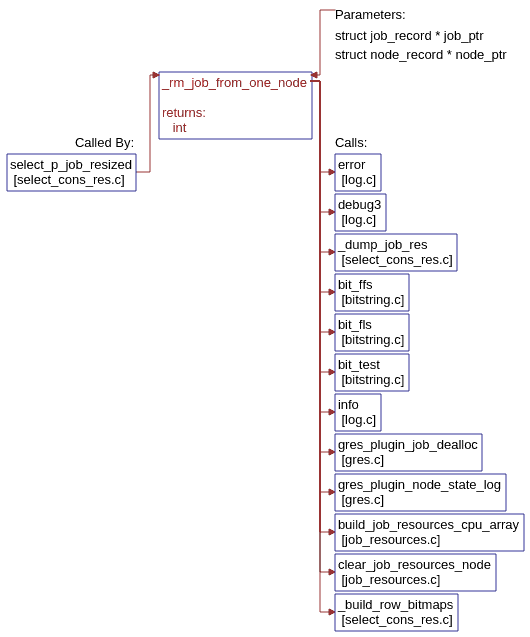 Parameters:
struct job_record * job_ptr
struct node_record * node_ptr
_rm_job_from_one_node
returns:
int
Called By:
select_p_job_resized
[select_cons_res.c]
Calls:
error
[log.c]
debug3
[log.c]
_dump_job_res
[select_cons_res.c]
bit_ffs
[bitstring.c]
bit_fls
[bitstring.c]
bit_test
[bitstring.c]
info
[log.c]
gres_plugin_job_dealloc
[gres.c]
gres_plugin_node_state_log
[gres.c]
build_job_resources_cpu_array
[job_resources.c]
clear_job_resources_node
[job_resources.c]
_build_row_bitmaps
[select_cons_res.c]